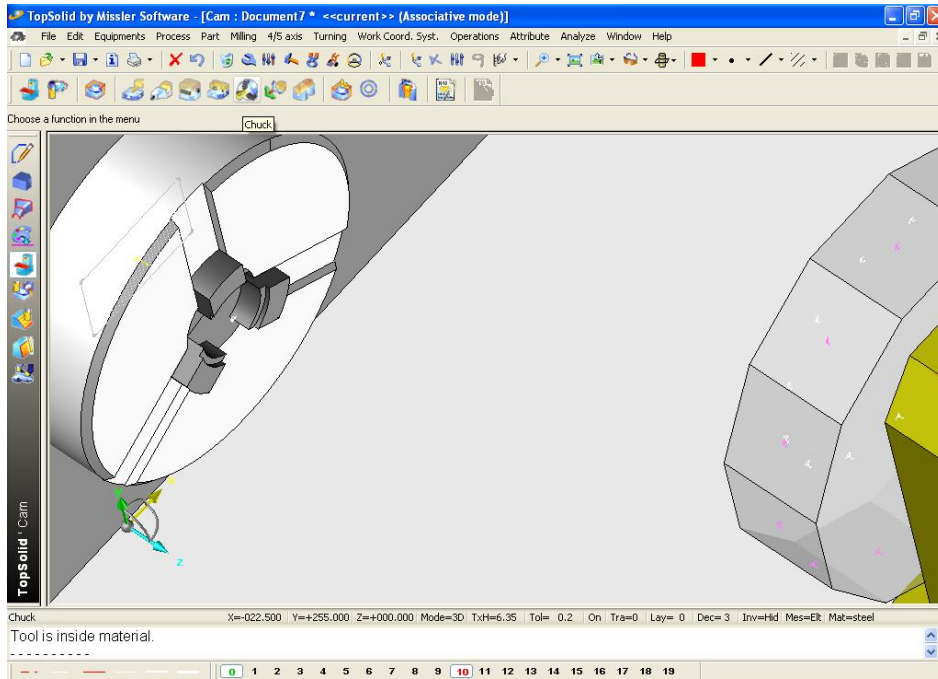 TopSolid by Missler Software - [Cam : Document7 * <<current>> (Associative mode)]
File Edit Equipments Process Part Milling 4/5 axis Turning Work Coord. Syst. Operations Attribute Analyze Window Help
Choose a function in the menu
Chuck
x
Y
z
TopSolid ' Cam
Chuck X=-022.500 Y=+255.000 Z=+000.000 Mode=3D TxH=6.35 Tol= 0.2 On Tra=0 Lay= 0 Dec= 3 Inv=Hid Mes=Elt Mat=steel
Tool is inside material.
----------
0 1 2 3 4 5 6 7 8 9 10 11 12 13 14 15 16 17 18 19